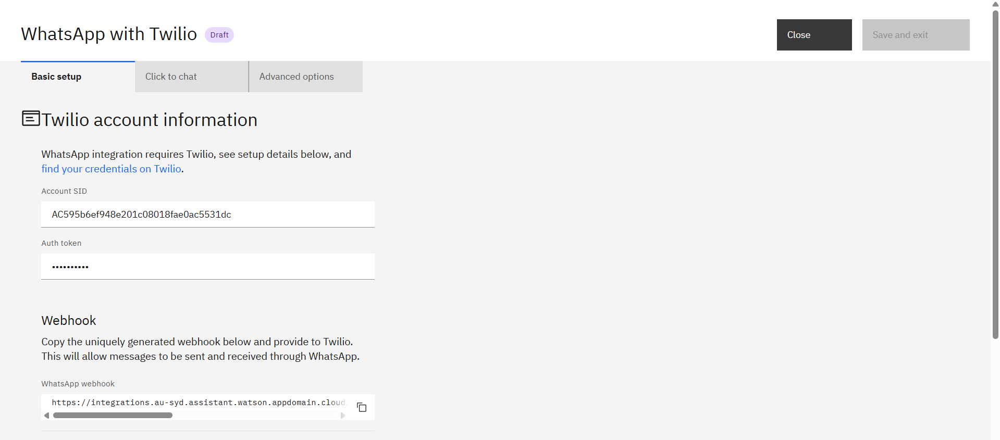 WhatsApp with Twilio
Draft
Close
Save and exit
Basic setup
Click to chat
Advanced options
Twilio account information
WhatsApp integration requires Twilio, see setup details below, and
find your credentials on Twilio.
Account SID
AC595b6ef948e201c08018fae0ac5531dc
Auth token
••••••••••
Webhook
Copy the uniquely generated webhook below and provide to Twilio.
This will allow messages to be sent and received through WhatsApp.
WhatsApp webhook
https://integrations.au-syd.assistant.watson.appdomain.cloud